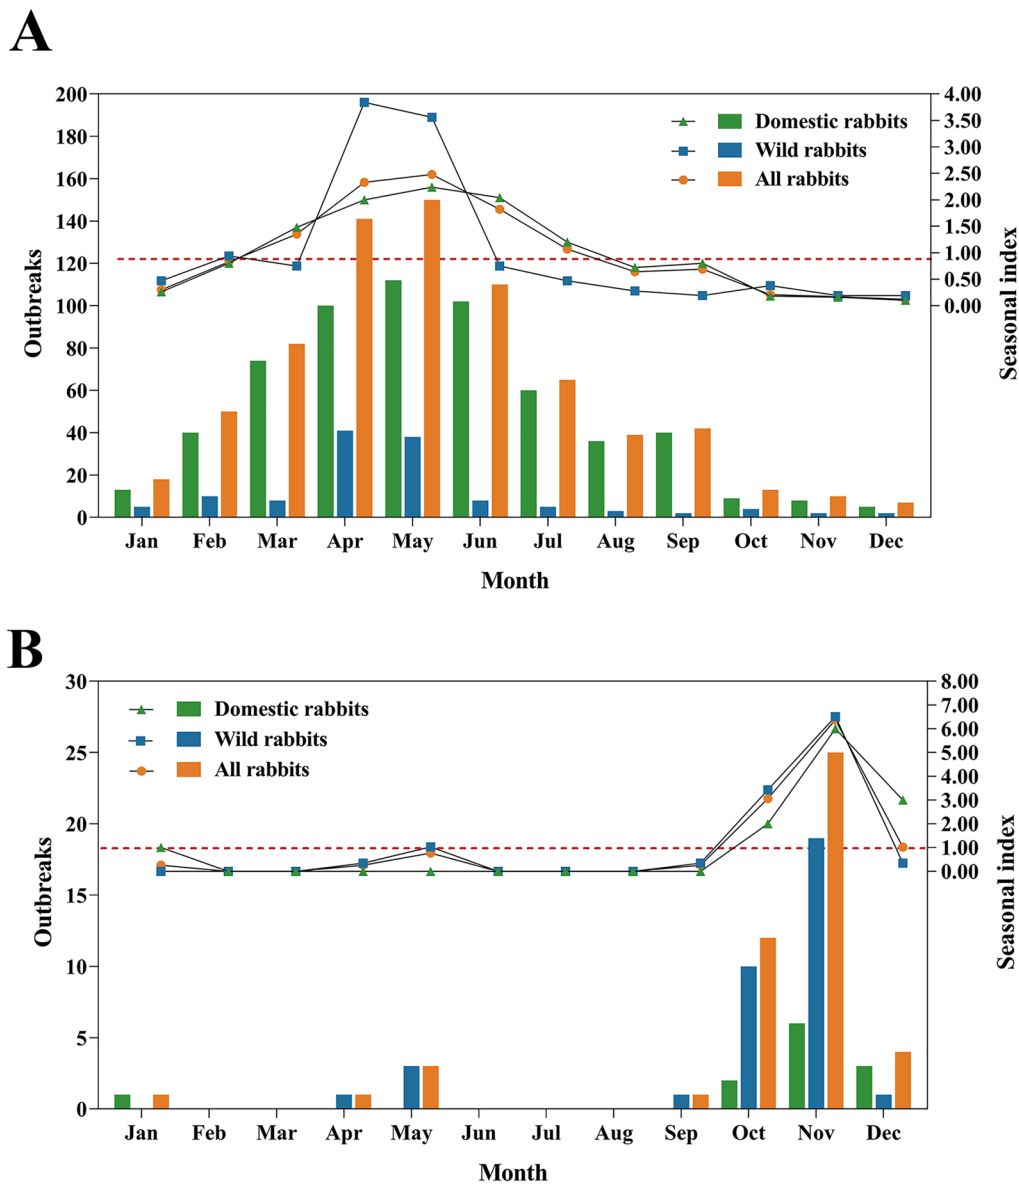 A
200
180
160
140
120
100
80
60
40
20
0
Outbreaks
4.00
3.50
3.00
2.50
2.00
1.50
1.00
0.50
0.00
Seasonal index
Domestic rabbits
Wild rabbits
All rabbits
Jan Feb Mar Apr May Jun Jul Aug Sep Oct Nov Dec
Month
B
30
25
20
15
10
5
0
Outbreaks
8.00
7.00
6.00
5.00
4.00
3.00
2.00
1.00
0.00
Seasonal index
Domestic rabbits
Wild rabbits
All rabbits
Jan Feb Mar Apr May Jun Jul Aug Sep Oct Nov Dec
Month